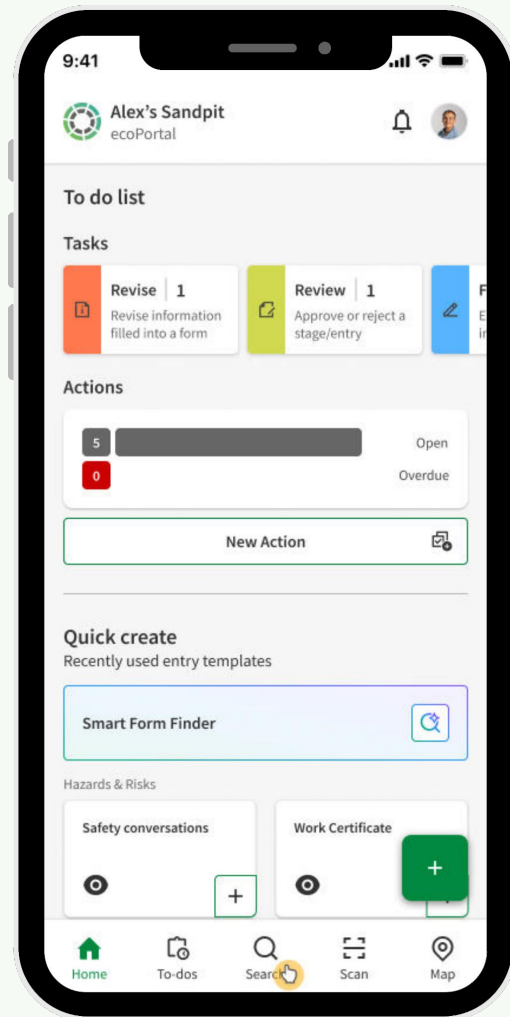 9:41
Alex's Sandpit
ecoPortal
To do list
Tasks
Revise | 1
Revise information
filled into a form
Review | 1
Approve or reject a
stage/entry
F
E
in
Actions
5
Open
0
Overdue
New Action
Quick create
Recently used entry templates
Smart Form Finder
Hazards & Risks
Safety conversations
Work Certificate
Home
To-dos
Search
Scan
Map